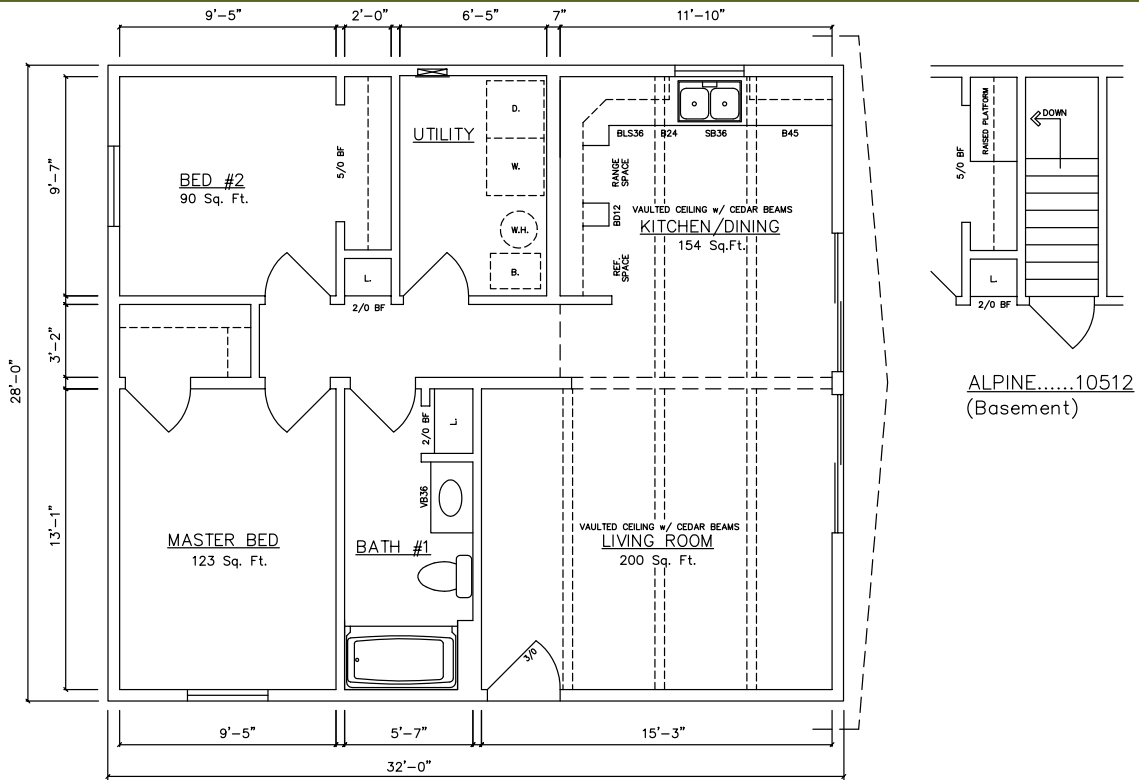 9'-5"
2'-0"
6'-5"
7"
11'-10"
28'-0"
9'-7"
3'-2"
13'-1"
BED #2
90 Sq. Ft.
5/0 BF
L.
2/0 BF
UTILITY
D.
W.
W.H.
B.
BLS36
B24
SB36
B45
RANGE
SPACE
BD12
REF.
SPACE
VAULTED CEILING w/ CEDAR BEAMS
KITCHEN/DINING
154 Sq.Ft.
RAISED PLATFORM
DOWN
5/0 BF
L.
2/0 BF
ALPINE......10512
(Basement)
MASTER BED
123 Sq. Ft.
BATH #1
2/0 BF
L.
VB36
VAULTED CEILING w/ CEDAR BEAMS
LIVING ROOM
200 Sq. Ft.
3/0
9'-5"
5'-7"
15'-3"
32'-0"